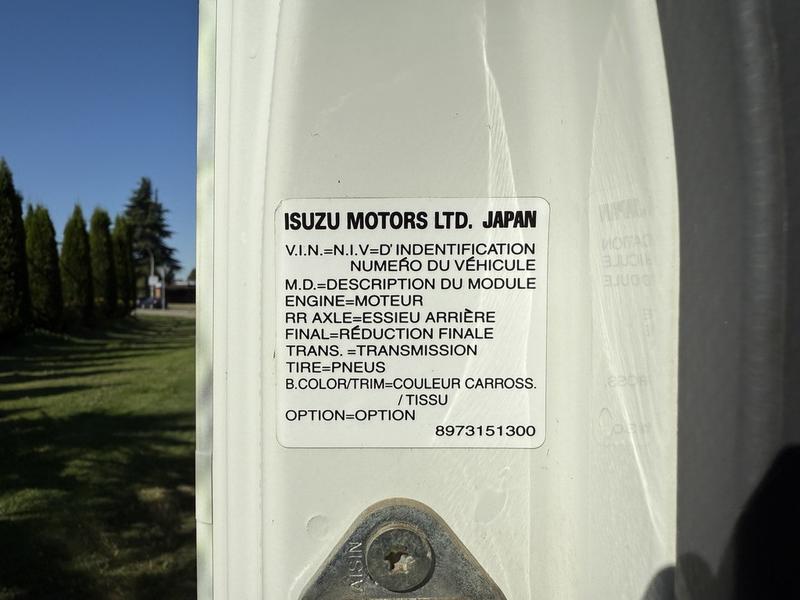 ISUZU MOTORS LTD. JAPAN
V.I.N.=N.I.V=D'INDENTIFICATION
NUMEŔO DU VÉHICULE
M.D.=DESCRIPTION DU MODULE
ENGINE=MOTEUR
RR AXLE=ESSIEU ARRIÈRE
FINAL=RÉDUCTION FINALE
TRANS. =TRANSMISSION
TIRE=PNEUS
B.COLOR/TRIM=COULEUR CARROSS.
/ TISSU
OPTION=OPTION
8973151300
AISIN